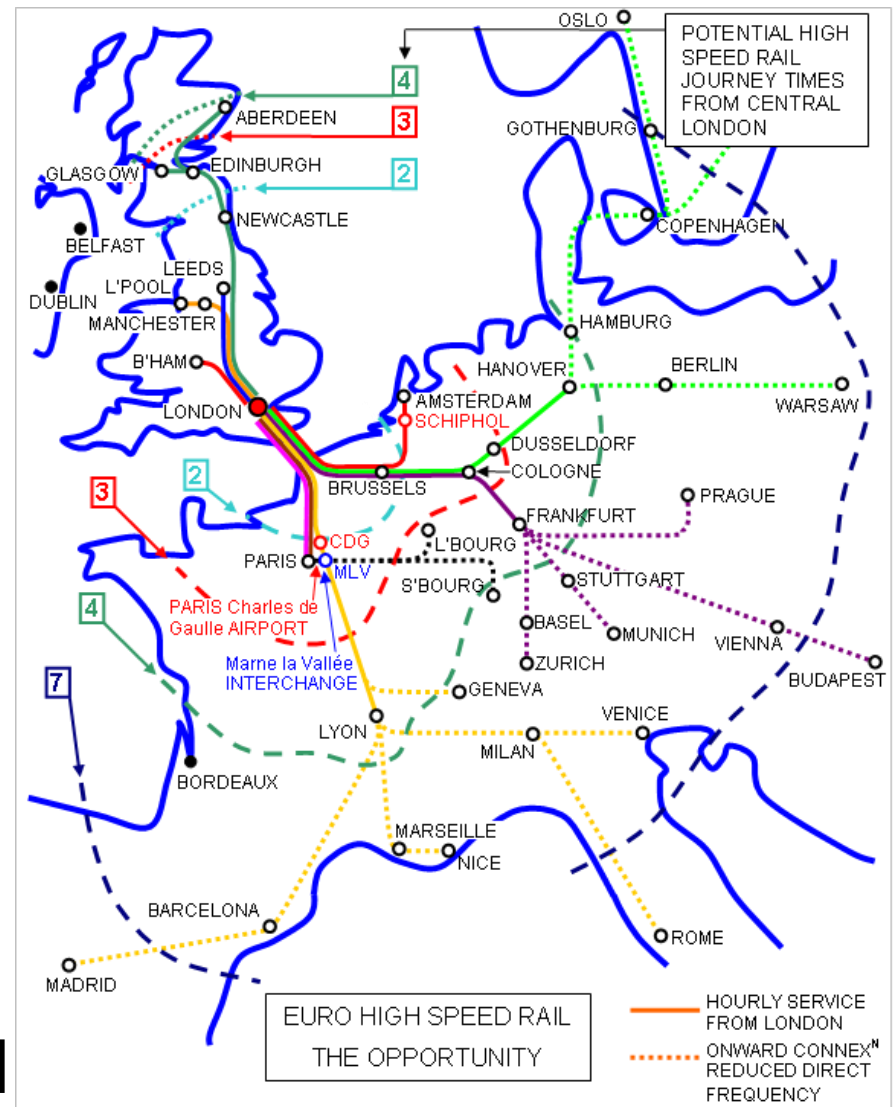 OSLO
POTENTIAL HIGH
SPEED RAIL
JOURNEY TIMES
FROM CENTRAL
LONDON
4
ABERDEEN
3
GOTHENBURG
GLASGOW
EDINBURGH
2
NEWCASTLE
COPENHAGEN
BELFAST
LEEDS
L'POOL
DUBLIN
MANCHESTER
HAMBURG
B'HAM
HANOVER
BERLIN
AMSTERDAM
WARSAW
LONDON
SCHIPHOL
DUSSELDORF
COLOGNE
BRUSSELS
2
3
PRAGUE
FRANKFURT
CDG
L'BOURG
PARIS
MLV
S'BOURG
STUTTGART
PARIS Charles de
Gaulle AIRPORT
4
BASEL
MUNICH
VIENNA
Marne la Vallée
INTERCHANGE
ZURICH
BUDAPEST
7
GENEVA
LYON
VENICE
MILAN
BORDEAUX
MARSEILLE
NICE
BARCELONA
ROME
MADRID
EURO HIGH SPEED RAIL
THE OPPORTUNITY
HOURLY SERVICE
FROM LONDON
ONWARD CONNEXᴺ
REDUCED DIRECT
FREQUENCY